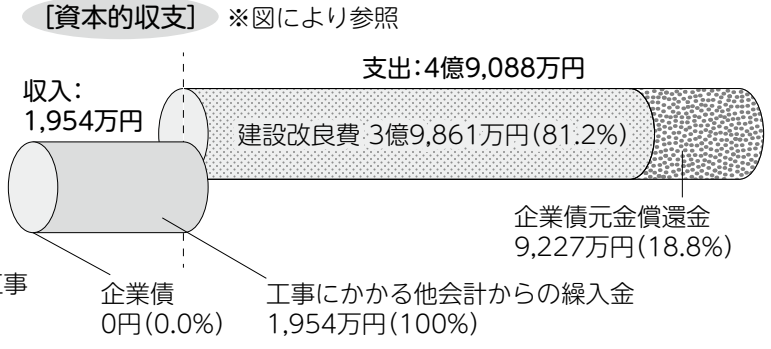 [資本的収支] ※図により参照
支出：4億9,088万円
収入：
1,954万円
建設改良費 3億9,861万円(81.2%)
企業債元金償還金
9,227万円(18.8%)
事
企業債
0円(0.0%)
工事にかかる他会計からの繰入金
1,954万円(100%)